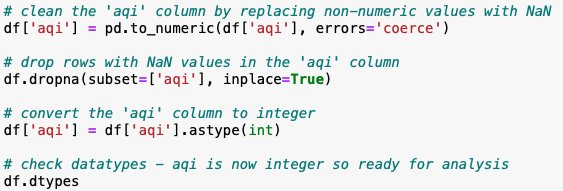 # clean the 'aqi' column by replacing non-numeric values with NaN
df['aqi'] = pd.to_numeric(df['aqi'], errors='coerce')
# drop rows with NaN values in the 'aqi' column
df.dropna(subset=['aqi'], inplace=True)
# convert the 'aqi' column to integer
df['aqi'] = df['aqi'].astype(int)
# check datatypes – aqi is now integer so ready for analysis
df.dtypes